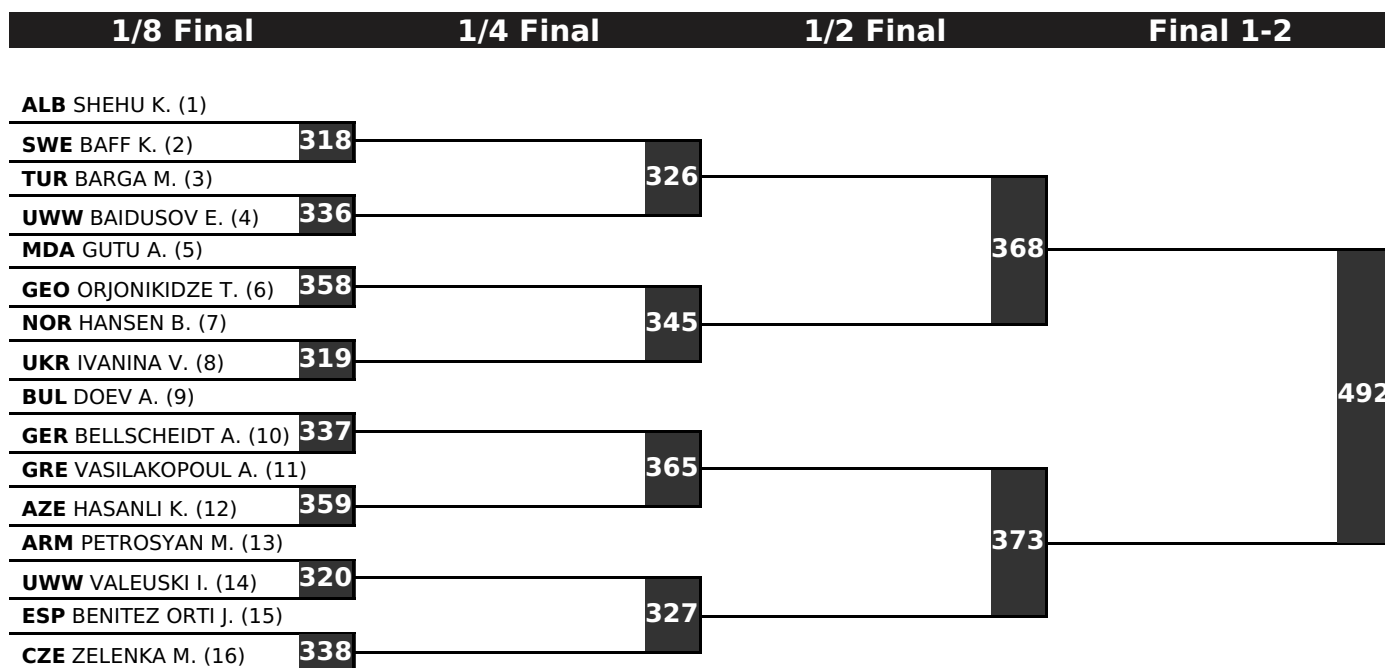 1/8 Final 1/4 Final 1/2 Final Final 1-2
ALB SHEHU K. (1)
SWE BAFF K. (2) 318
326
TUR BARGA M. (3)
UWW BAIDUSOV E. (4) 336
MDA GUTU A. (5)
368
GEO ORJONIKIDZE T. (6) 358
NOR HANSEN B. (7)
345
UKR IVANINA V. (8) 319
BUL DOEV A. (9)
492
GER BELLSCHEIDT A. (10) 337
GRE VASILAKOPOUL A. (11)
365
AZE HASANLI K. (12) 359
ARM PETROSYAN M. (13)
373
UWW VALEUSKI I. (14) 320
ESP BENITEZ ORTI J. (15)
327
CZE ZELENKA M. (16) 338